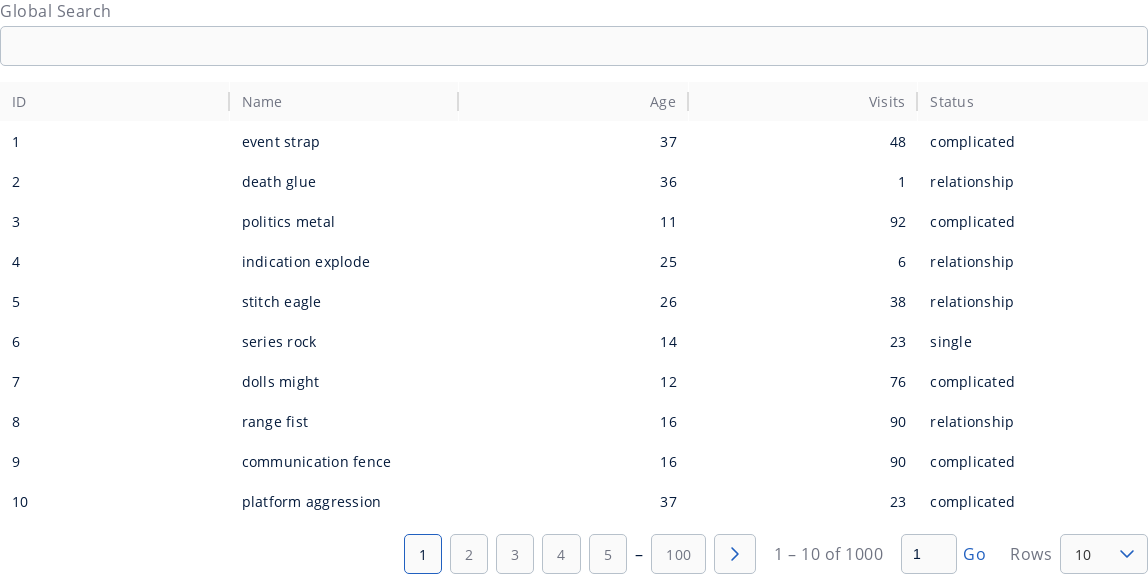 Global Search
ID Name Age Visits Status
1 event strap 37 48 complicated
2 death glue 36 1 relationship
3 politics metal 11 92 complicated
4 indication explode 25 6 relationship
5 stitch eagle 26 38 relationship
6 series rock 14 23 single
7 dolls might 12 76 complicated
8 range fist 16 90 relationship
9 communication fence 16 90 complicated
10 platform aggression 37 23 complicated
1 2 3 4 5 – 100 1 – 10 of 1000 1 Go Rows 10